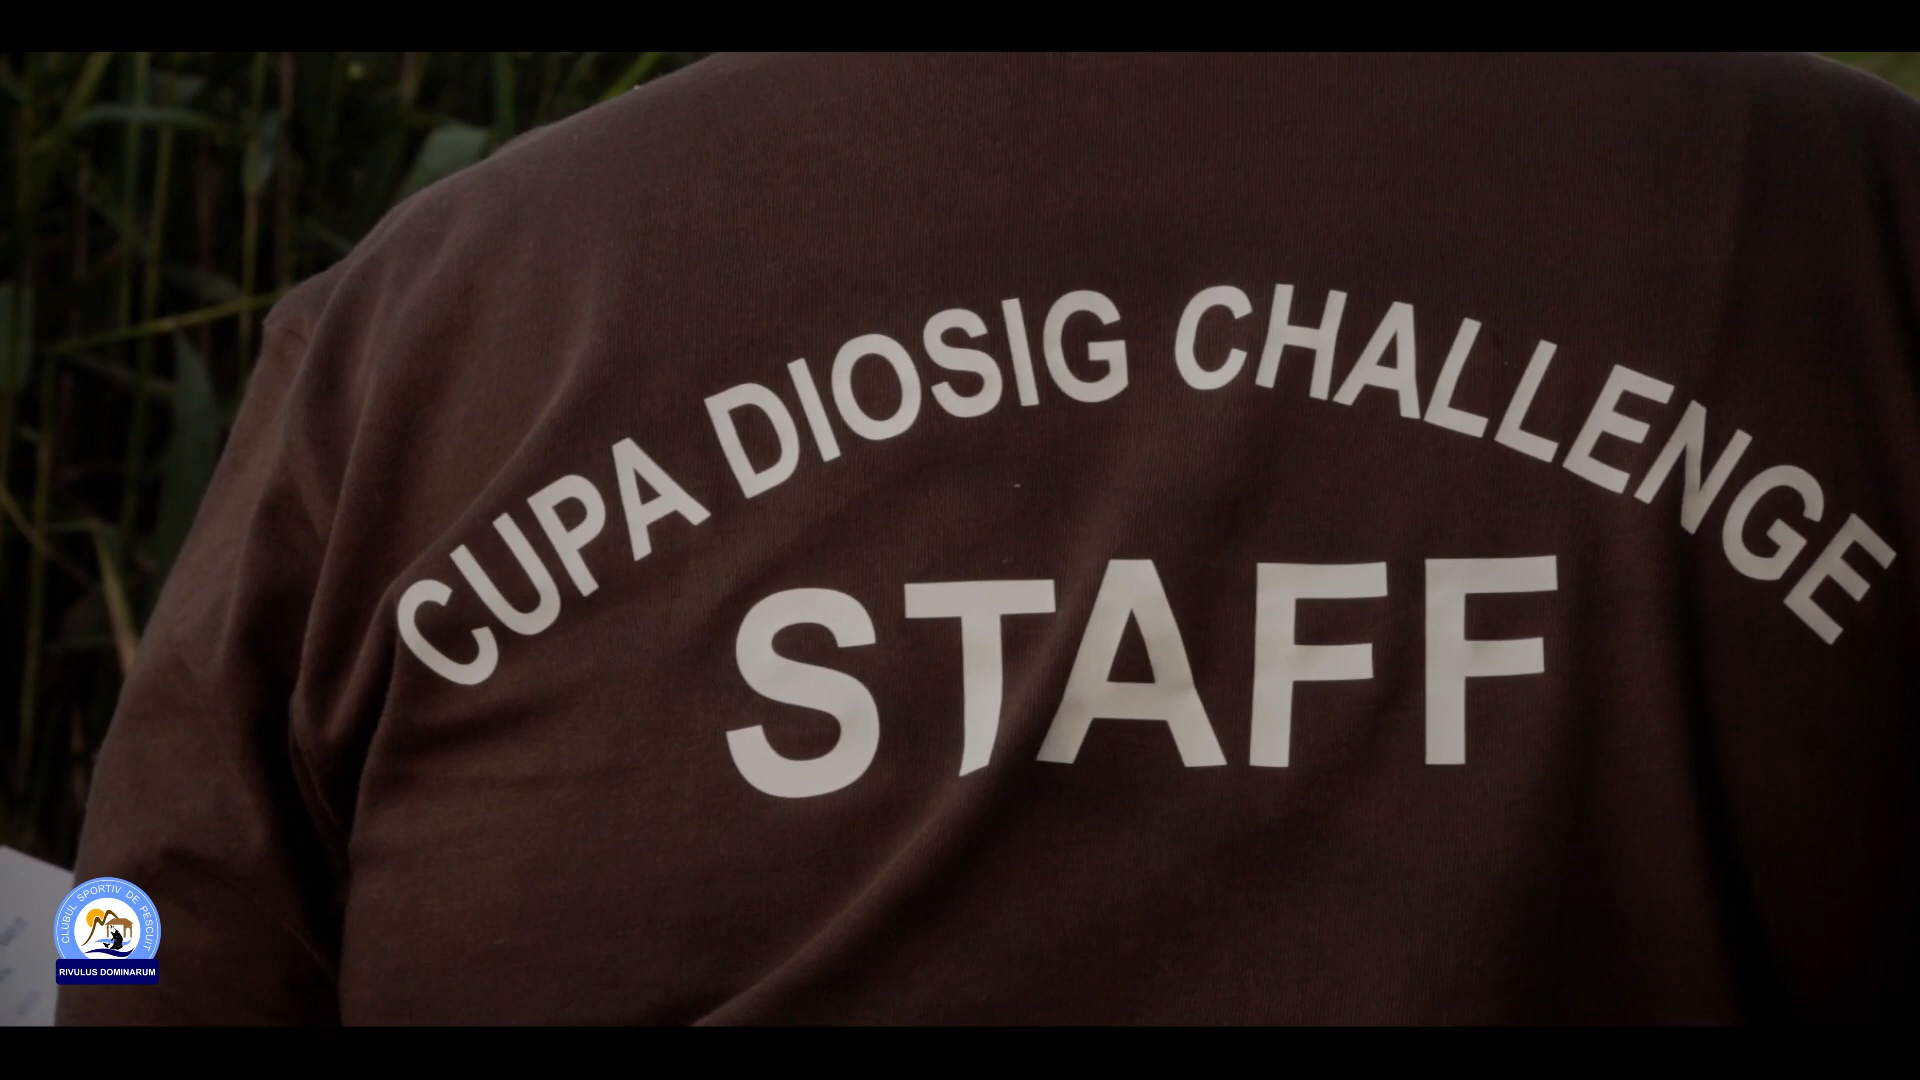 CUPA DIOSIG CHALLENGE
STAFF
CLUBUL SPORTIV DE PESCUIT
RIVULUS DOMINARUM